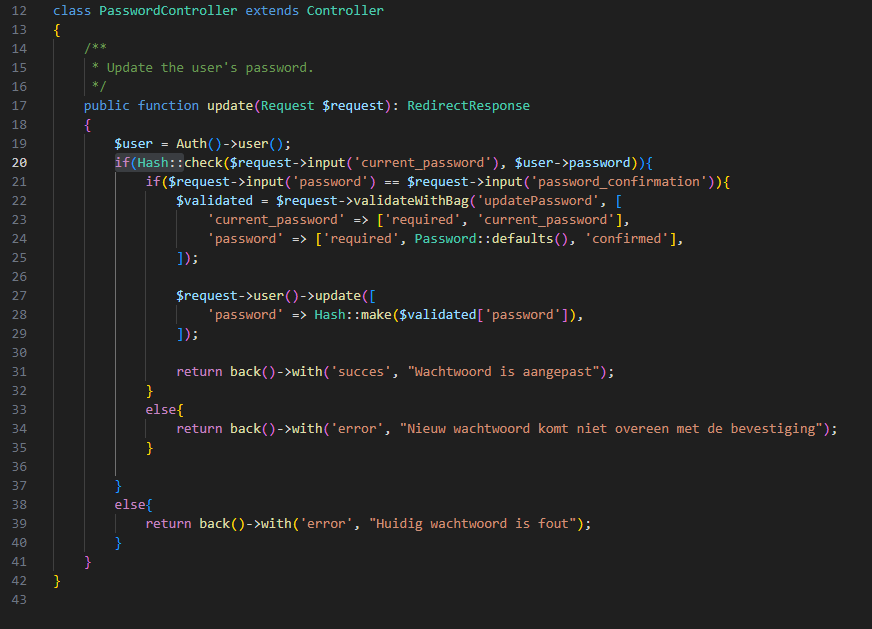 12 class PasswordController extends Controller
13 {
14 /**
15 * Update the user's password.
16 */
17 public function update(Request $request): RedirectResponse
18 {
19 $user = Auth()->user();
20 if(Hash::check($request->input('current_password'), $user->password)){
21 if($request->input('password') == $request->input('password_confirmation')){
22 $validated = $request->validateWithBag('updatePassword', [
23 'current_password' => ['required', 'current_password'],
24 'password' => ['required', Password::defaults(), 'confirmed'],
25 ]);
26
27 $request->user()->update([
28 'password' => Hash::make($validated['password']),
29 ]);
30
31 return back()->with('succes', "Wachtwoord is aangepast");
32 }
33 else{
34 return back()->with('error', "Nieuw wachtwoord komt niet overeen met de bevestiging");
35 }
36
37 }
38 else{
39 return back()->with('error', "Huidig wachtwoord is fout");
40 }
41 }
42 }
43